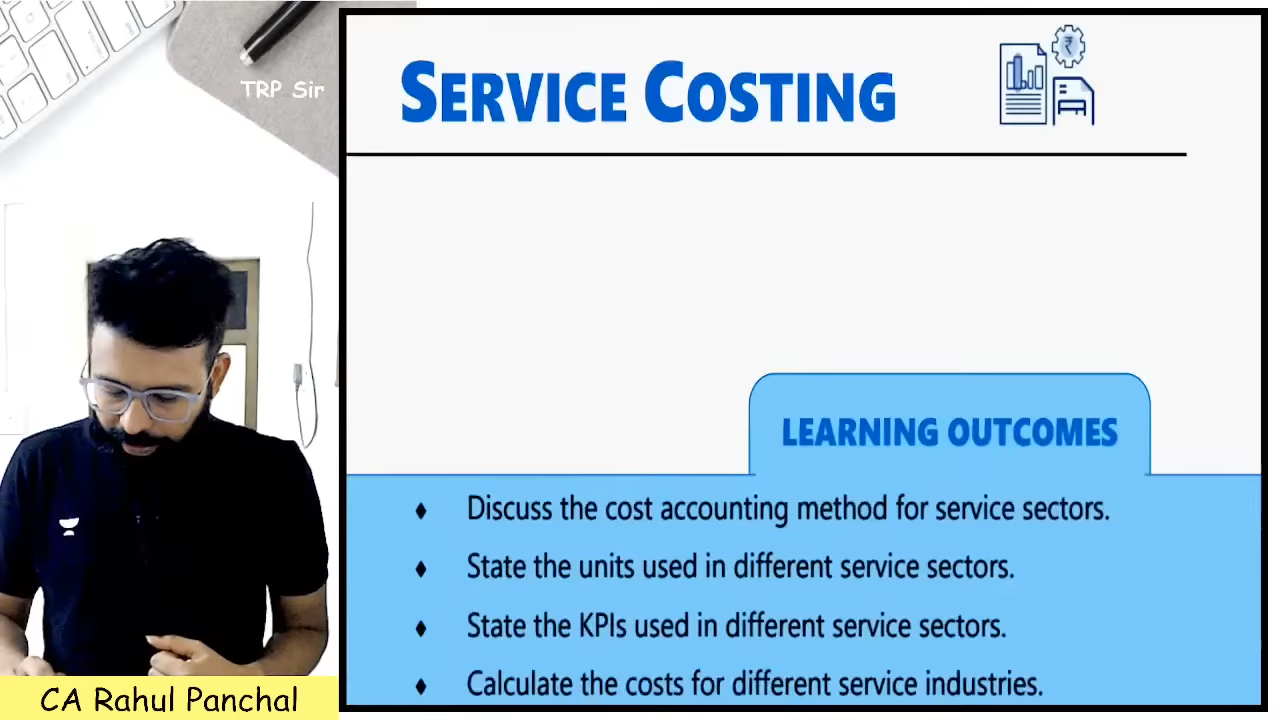 TRP Sir
CA Rahul Panchal
SERVICE COSTING
₹
LEARNING OUTCOMES
♦ Discuss the cost accounting method for service sectors.
♦ State the units used in different service sectors.
♦ State the KPIs used in different service sectors.
♦ Calculate the costs for different service industries.